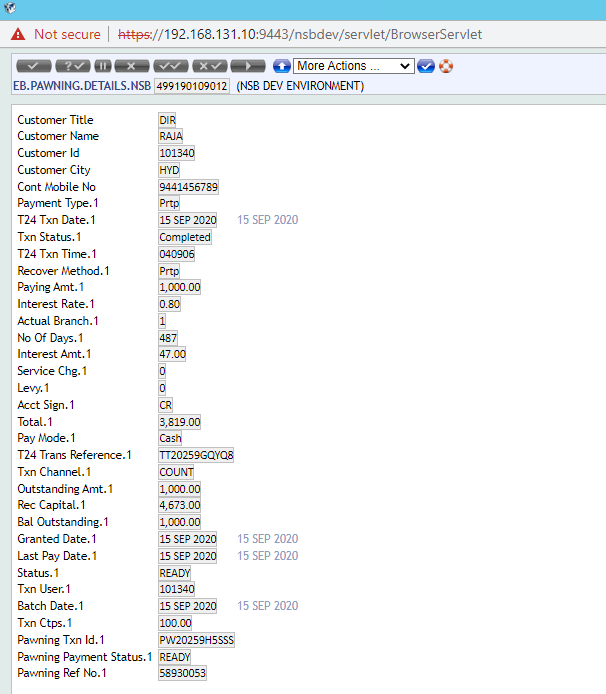 Not secure https://192.168.131.10:9443/nsbdev/servlet/BrowserServlet
More Actions ...
EB.PAWNING.DETAILS.NSB 499190109012 (NSB DEV ENVIRONMENT)
Customer Title DIR
Customer Name RAJA
Customer Id 101340
Customer City HYD
Cont Mobile No 9441456789
Payment Type.1 Prtp
T24 Txn Date.1 15 SEP 2020 15 SEP 2020
Txn Status.1 Completed
T24 Txn Time.1 040906
Recover Method.1 Prtp
Paying Amt.1 1,000.00
Interest Rate.1 0.80
Actual Branch.1 1
No Of Days.1 487
Interest Amt.1 47.00
Service Chg.1 0
Levy.1 0
Acct Sign.1 CR
Total.1 3,819.00
Pay Mode.1 Cash
T24 Trans Reference.1 TT20259GQYQ8
Txn Channel.1 COUNT
Outstanding Amt.1 1,000.00
Rec Capital.1 4,673.00
Bal Outstanding.1 1,000.00
Granted Date.1 15 SEP 2020 15 SEP 2020
Last Pay Date.1 15 SEP 2020 15 SEP 2020
Status.1 READY
Txn User.1 101340
Batch Date.1 15 SEP 2020 15 SEP 2020
Txn Ctps.1 100.00
Pawning Txn Id.1 PW20259H5SSS
Pawning Payment Status.1 READY
Pawning Ref No.1 58930053